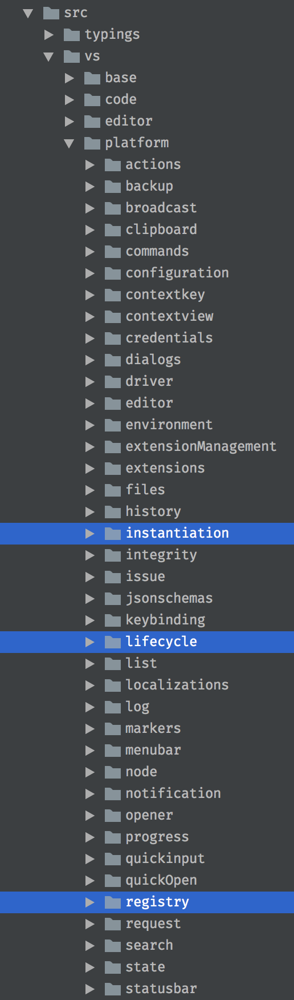 src
typings
vs
base
code
editor
platform
actions
backup
broadcast
clipboard
commands
configuration
contextkey
contextview
credentials
dialogs
driver
editor
environment
extensionManagement
extensions
files
history
instantiation
integrity
issue
jsonschemas
keybinding
lifecycle
list
localizations
log
markers
menubar
node
notification
opener
progress
quickinput
quickOpen
registry
request
search
state
statusbar